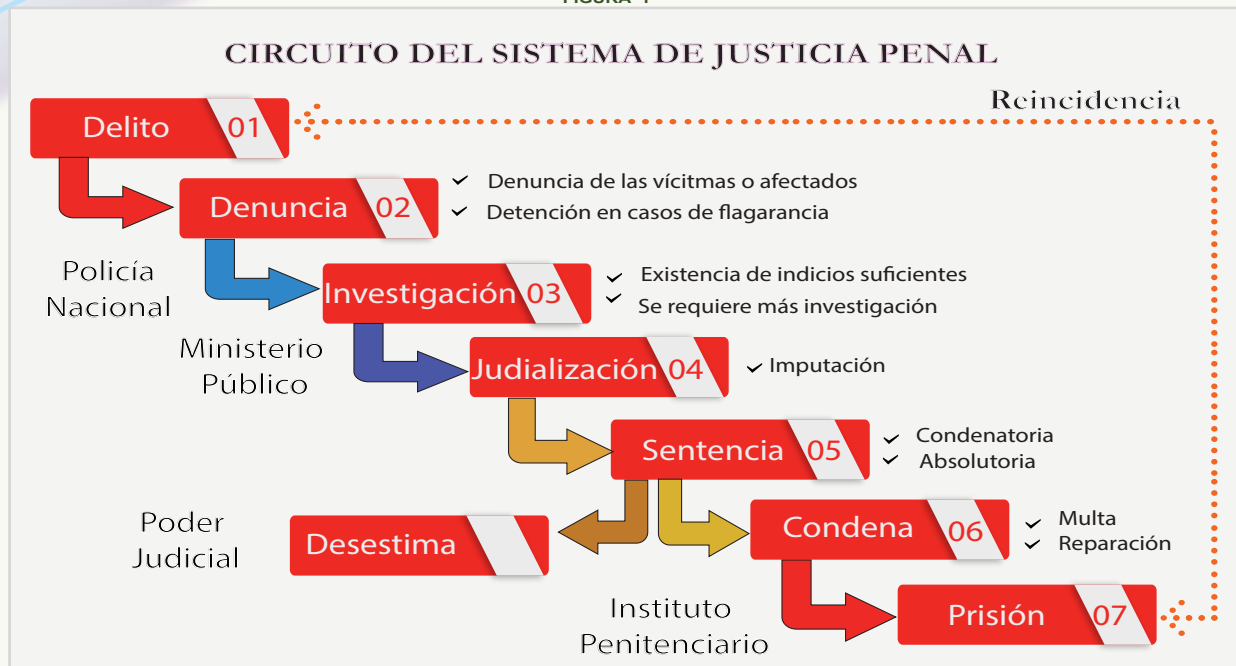 CIRCUITO DEL SISTEMA DE JUSTICIA PENAL
Reincidencia
Delito 01
Denuncia 02
✓ Denuncia de las vícitmas o afectados
✓ Detención en casos de flagarancia
Policía
Nacional
Investigación 03
✓ Existencia de indicios suficientes
✓ Se requiere más investigación
Ministerio
Público
Judialización 04
✓ Imputación
Sentencia 05
✓ Condenatoria
✓ Absolutoria
Poder
Judicial
Desestima
Condena 06
✓ Multa
✓ Reparación
Instituto
Penitenciario
Prisión 07